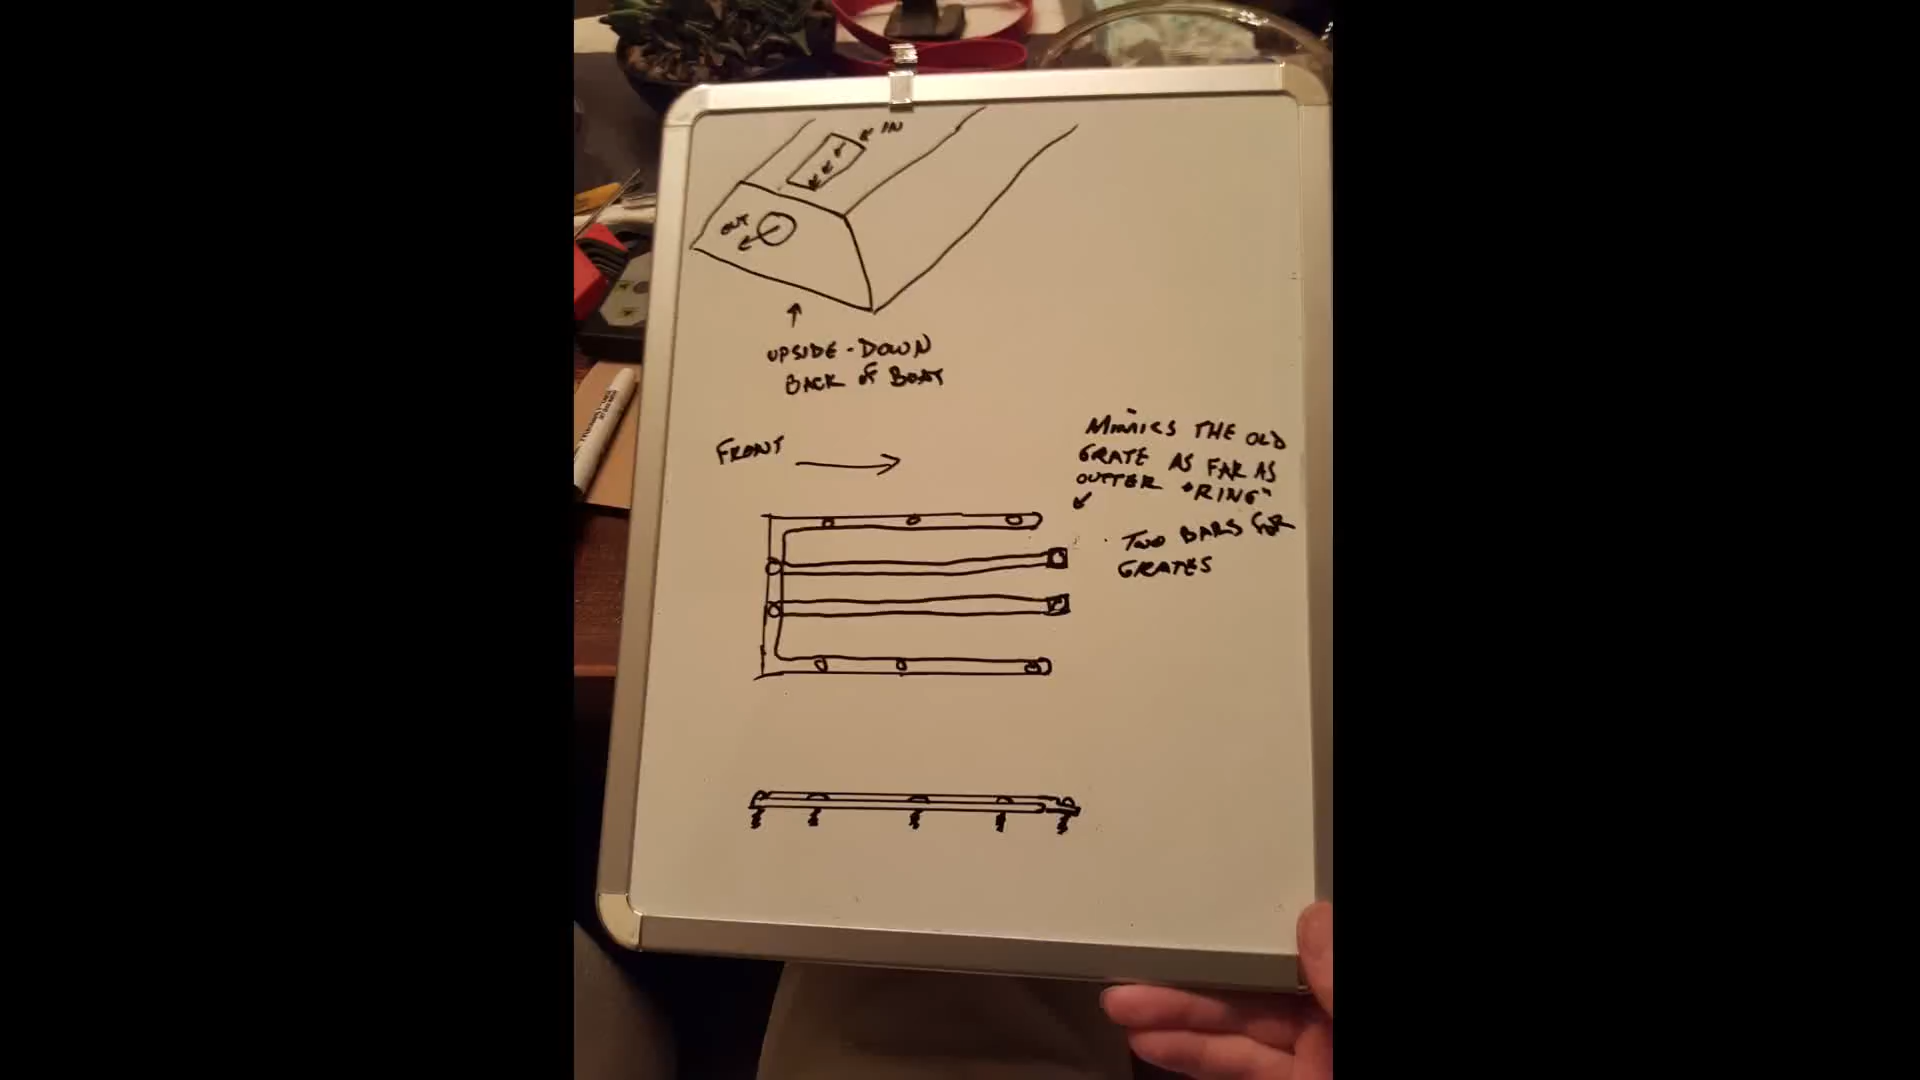 IN
OUT
UPSIDE-DOWN
BACK OF BOAT
FRONT
MIMICS THE OLD
GRATE AS FAR AS
OUTTER "RING"
TWO BARS FOR
GRATES